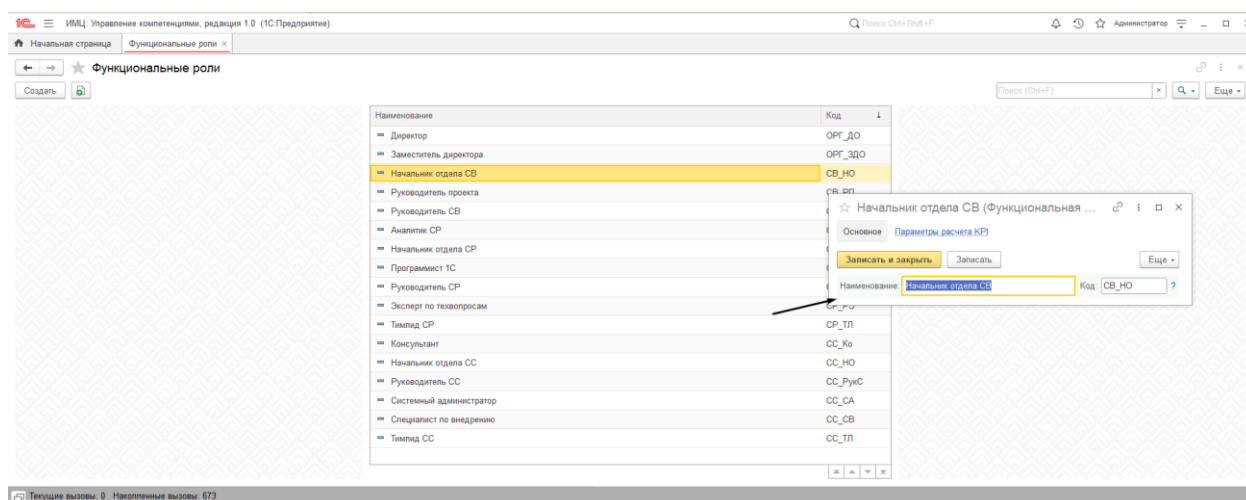 1С ИМЦ: Управление компетенциями, редакция 1.0 (1С:Предприятие) Поиск Ctrl+Shift+F Администратор
Начальная страница Функциональные роли ×
Функциональные роли
Создать Поиск (Ctrl+F) × Еще
Наименование Код ↓
Директор ОРГ_ДО
Заместитель директора ОРГ_ЗДО
Начальник отдела СВ СВ_НО
Руководитель проекта СВ_РП
Руководитель СВ
Аналитик СР
Начальник отдела СР
Программист 1С
Руководитель СР
Эксперт по техвопросам СР_РЭ
Тимлид СР СР_ТЛ
Консультант СС_Ко
Начальник отдела СС СС_НО
Руководитель СС СС_РукС
Системный администратор СС_СА
Специалист по внедрению СС_СВ
Тимлид СС СС_ТЛ
Начальник отдела СВ (Функциональная ...
Основное Параметры расчета KPI
Записать и закрыть Записать Еще
Наименование: Начальник отдела СВ Код: СВ_НО ?
Текущие вызовы: 0 Накопленные вызовы: 673